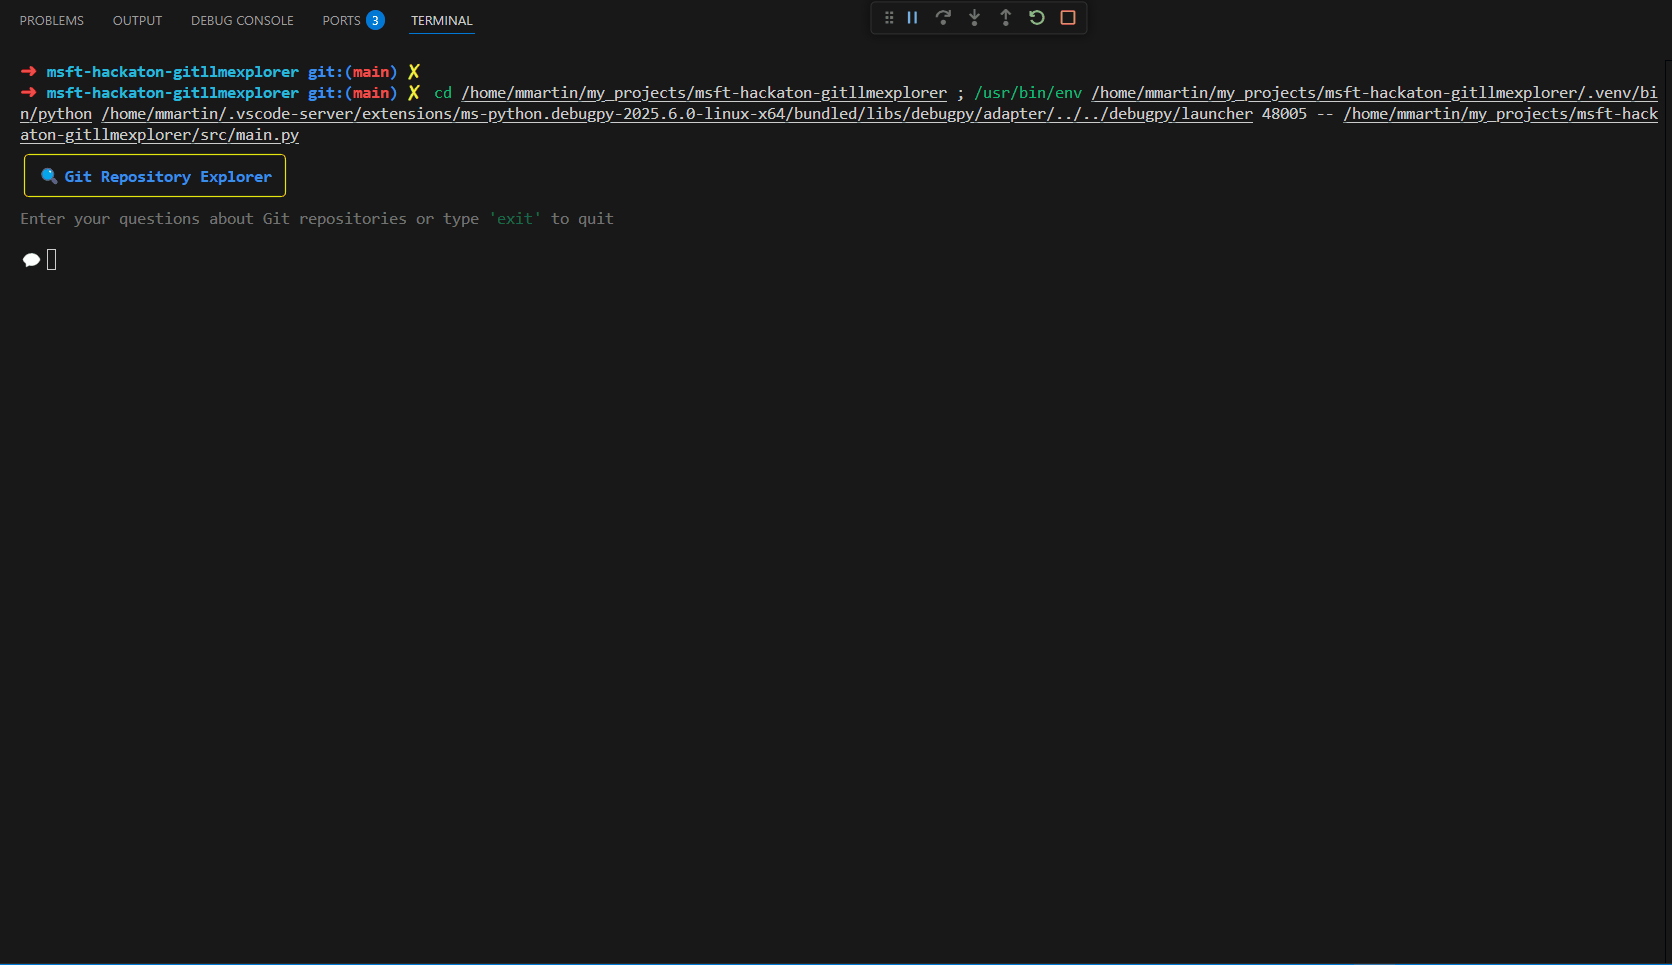 PROBLEMS OUTPUT DEBUG CONSOLE PORTS 3 TERMINAL
➜ msft-hackaton-gitllmexplorer git:(main) ✗
➜ msft-hackaton-gitllmexplorer git:(main) ✗ cd /home/mmartin/my_projects/msft-hackaton-gitllmexplorer ; /usr/bin/env /home/mmartin/my_projects/msft-hackaton-gitllmexplorer/.venv/bi
n/python /home/mmartin/.vscode-server/extensions/ms-python.debugpy-2025.6.0-linux-x64/bundled/libs/debugpy/adapter/../../debugpy/launcher 48005 -- /home/mmartin/my_projects/msft-hack
aton-gitllmexplorer/src/main.py
🔍 Git Repository Explorer
Enter your questions about Git repositories or type 'exit' to quit